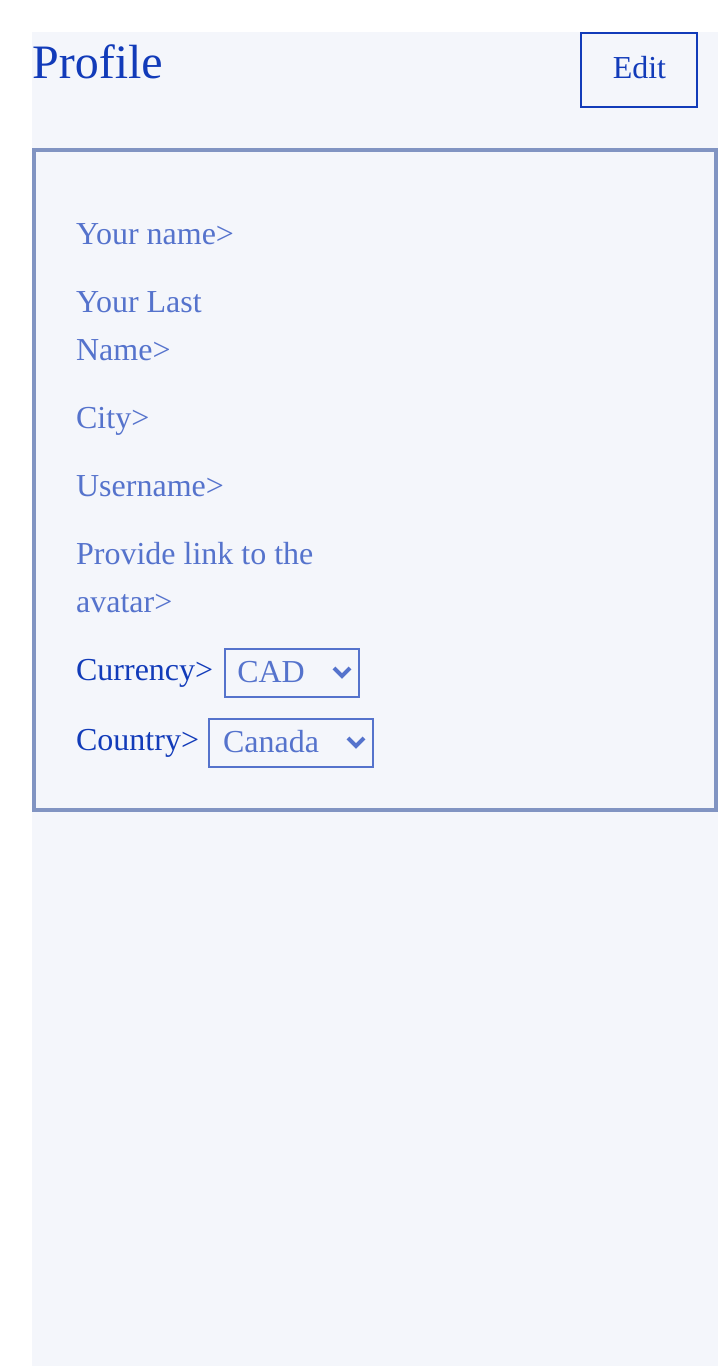 Profile
Edit
Your name>
Your Last
Name>
City>
Username>
Provide link to the
avatar>
Currency> CAD
Country> Canada